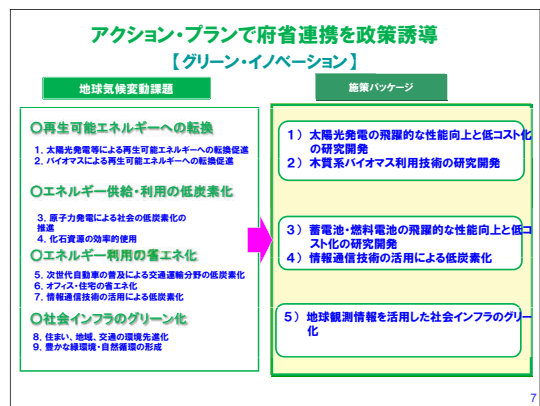 アクション・プランで府省連携を政策誘導
【グリーン・イノベーション】
地球気候変動課題
○再生可能エネルギーへの転換
1. 太陽光発電等による再生可能エネルギーへの転換促進
2. バイオマスによる再生可能エネルギーへの転換促進
○エネルギー供給・利用の低炭素化
3. 原子力発電による社会の低炭素化の
推進
4. 化石資源の効率的使用
○エネルギー利用の省エネ化
5. 次世代自動車の普及による交通運輸分野の低炭素化
6. オフィス・住宅の省エネ化
7. 情報通信技術の活用による低炭素化
○社会インフラのグリーン化
8. 住まい、地域、交通の環境先進化
9. 豊かな緑環境・自然循環の形成
施策パッケージ
1） 太陽光発電の飛躍的な性能向上と低コスト化
の研究開発
2） 木質系バイオマス利用技術の研究開発
3） 蓄電池・燃料電池の飛躍的な性能向上と低コ
スト化の研究開発
4） 情報通信技術の活用による低炭素化
5） 地球観測情報を活用した社会インフラのグリー
化
7